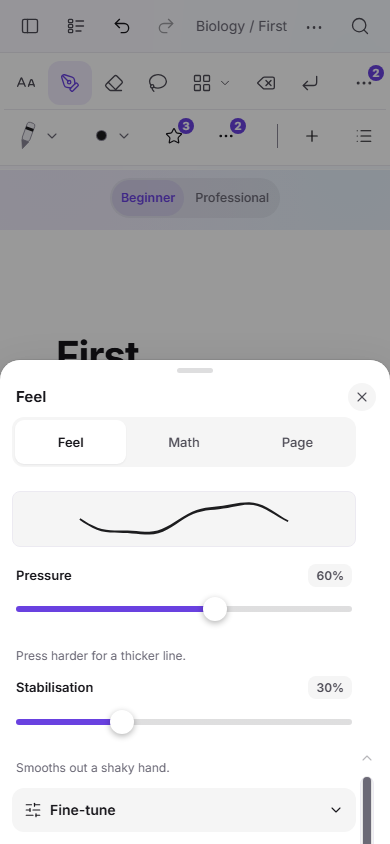 Biology / First
2
AA
3
2
Beginner Professional
First
Feel
Feel Math Page
Pressure 60%
Press harder for a thicker line.
Stabilisation 30%
Smooths out a shaky hand.
Fine-tune